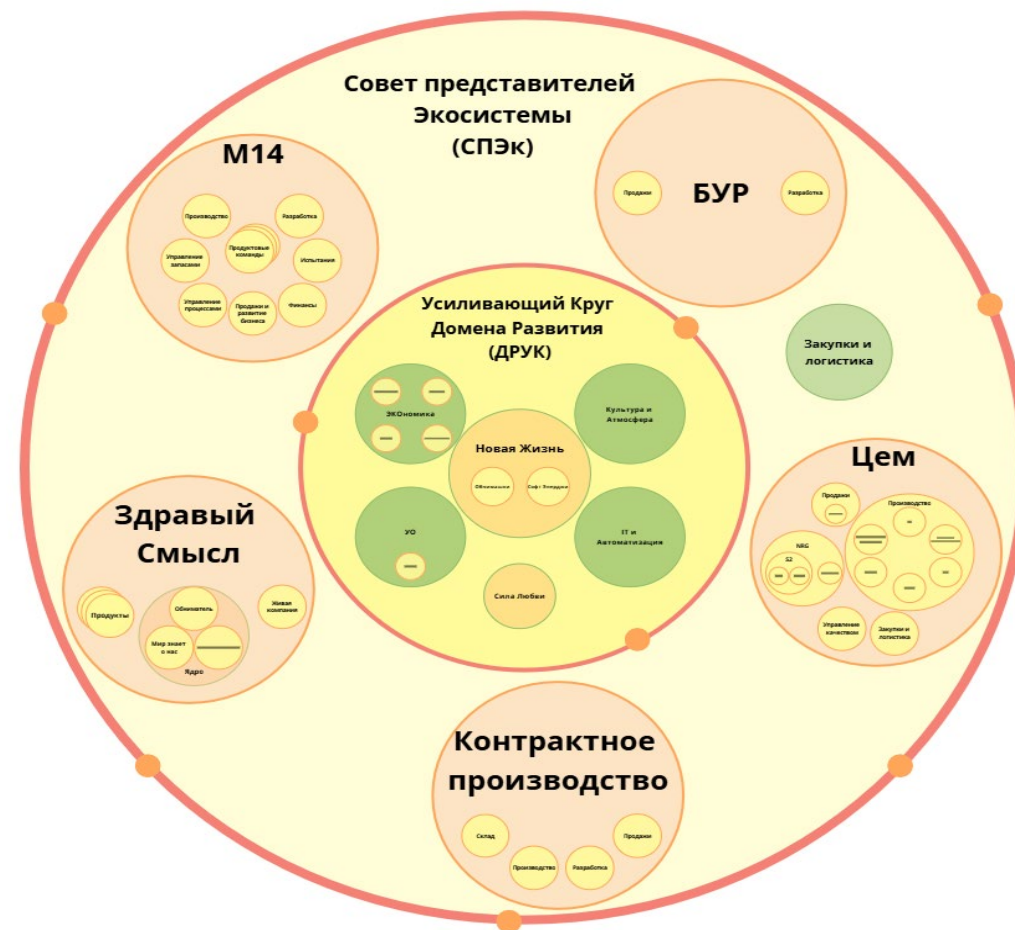 Совет представителей
Экосистемы
(СПЭк)
М14
Производство
Разработка
Продуктовые
команды
Управление
запасами
Испытания
Управление
процессами
Продажи и
развитие
бизнеса
Финансы
БУР
Продажи
Разработка
Закупки и
логистика
Усиливающий Круг
Домена Развития
(ДРУК)
ЭКОномика
Культура и
Атмосфера
Новая Жизнь
Обнимашки
Софт Энерджи
УО
IT и
Автоматизация
Сила Любви
Цем
Продажи
Производство
NRG
S2
Управление
качеством
Закупки и
логистика
Здравый
Смысл
Продукты
Обниматель
Живая
компания
Мир знает
о нас
Ядро
Контрактное
производство
Склад
Продажи
Производство
Разработка